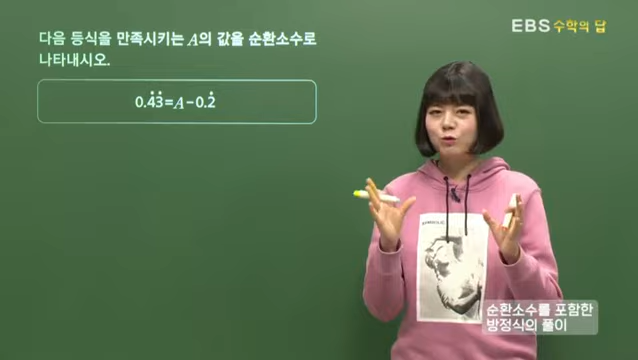 EBS 수학의 답
다음 등식을 만족시키는 A의 값을 순환소수로
나타내시오.
0.4̇3̇=A-0.2̇
순환소수를 포함한
방정식의 풀이